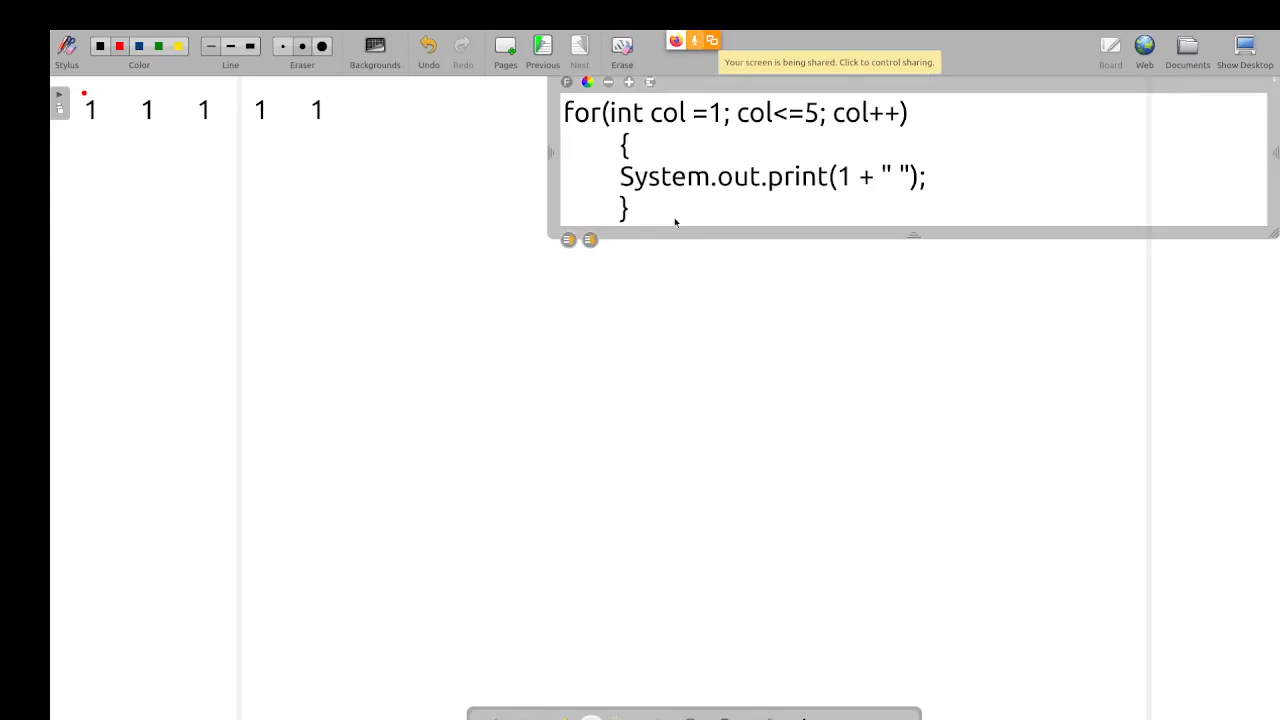 Stylus Color Line Eraser Backgrounds Undo Redo Pages Previous Next Erase Board Web Documents Show Desktop
Your screen is being shared. Click to control sharing.
1 1 1 1 1
for(int col =1; col<=5; col++)
{
System.out.print(1 + " ");
}